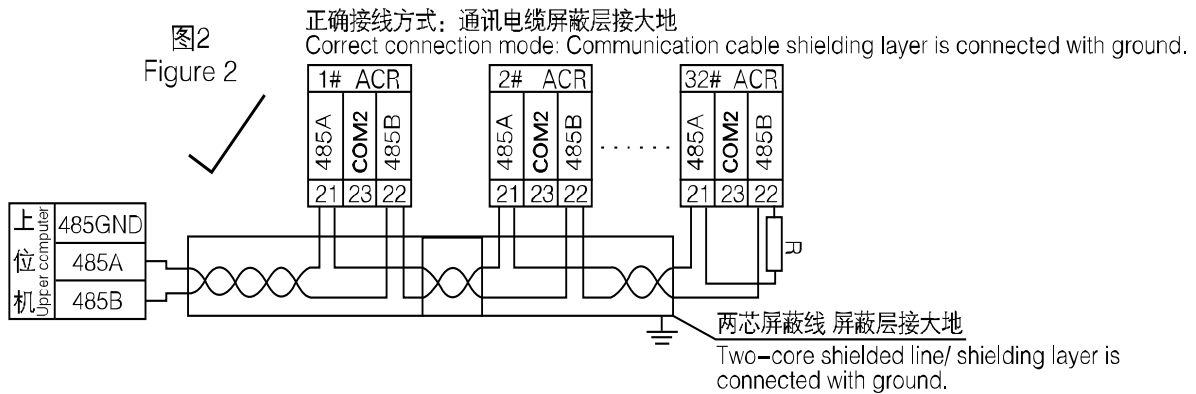 正确接线方式：通讯电缆屏蔽层接大地
Correct connection mode: Communication cable shielding layer is connected with ground.
图2
Figure 2
1# ACR
485A COM2 485B
21 23 22
2# ACR
485A COM2 485B
21 23 22
······
32# ACR
485A COM2 485B
21 23 22
R
上位机
Upper computer
485GND
485A
485B
两芯屏蔽线 屏蔽层接大地
Two-core shielded line/ shielding layer is
connected with ground.